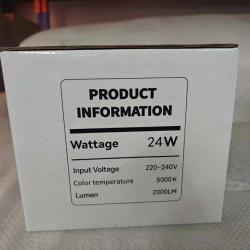 PRODUCT
INFORMATION
Wattage 24W
Input Voltage 220-240V
Color temperature 5000K
Lumen 2000LM